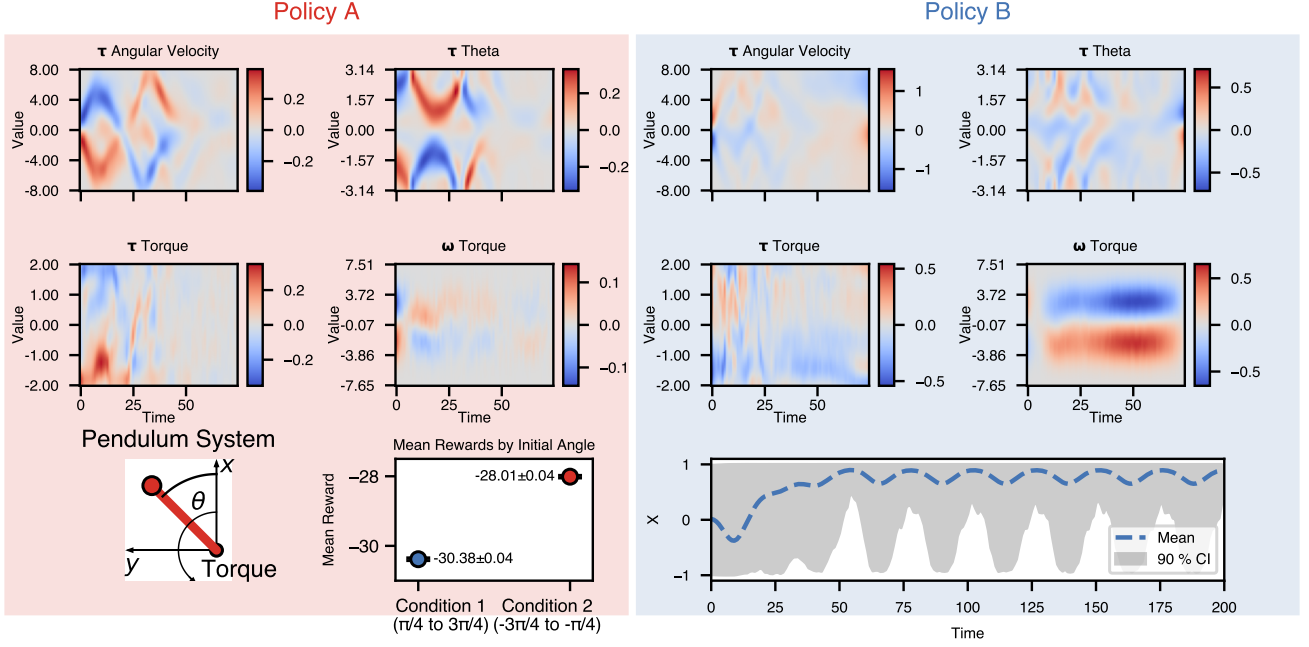 Policy A
Policy B
τ Angular Velocity
τ Theta
τ Angular Velocity
τ Theta
Value
8.00
4.00
0.00
-4.00
-8.00
0.2
0.0
−0.2
Value
3.14
1.57
0.00
-1.57
-3.14
0.2
0.0
−0.2
Value
8.00
4.00
0.00
-4.00
-8.00
1
0
−1
Value
3.14
1.57
0.00
-1.57
-3.14
0.5
0.0
−0.5
τ Torque
ω Torque
τ Torque
ω Torque
Value
2.00
1.00
0.00
-1.00
-2.00
0 25 50
Time
0.2
0.0
−0.2
Value
7.51
3.72
-0.07
-3.86
-7.65
0 50
Time
0.1
0.0
−0.1
Value
2.00
1.00
0.00
-1.00
-2.00
0 25 50
Time
0.5
0.0
−0.5
Value
7.51
3.72
-0.07
-3.86
-7.65
0 50
Time
0.5
0.0
−0.5
Pendulum System
x
θ
y
Torque
Mean Rewards by Initial Angle
Mean Reward
−28
−30
-28.01±0.04
-30.38±0.04
Condition 1 Condition 2
(π/4 to 3π/4) (-3π/4 to -π/4)
X
1
0
−1
Mean
90 % CI
0 25 50 75 100 125 150 175 200
Time